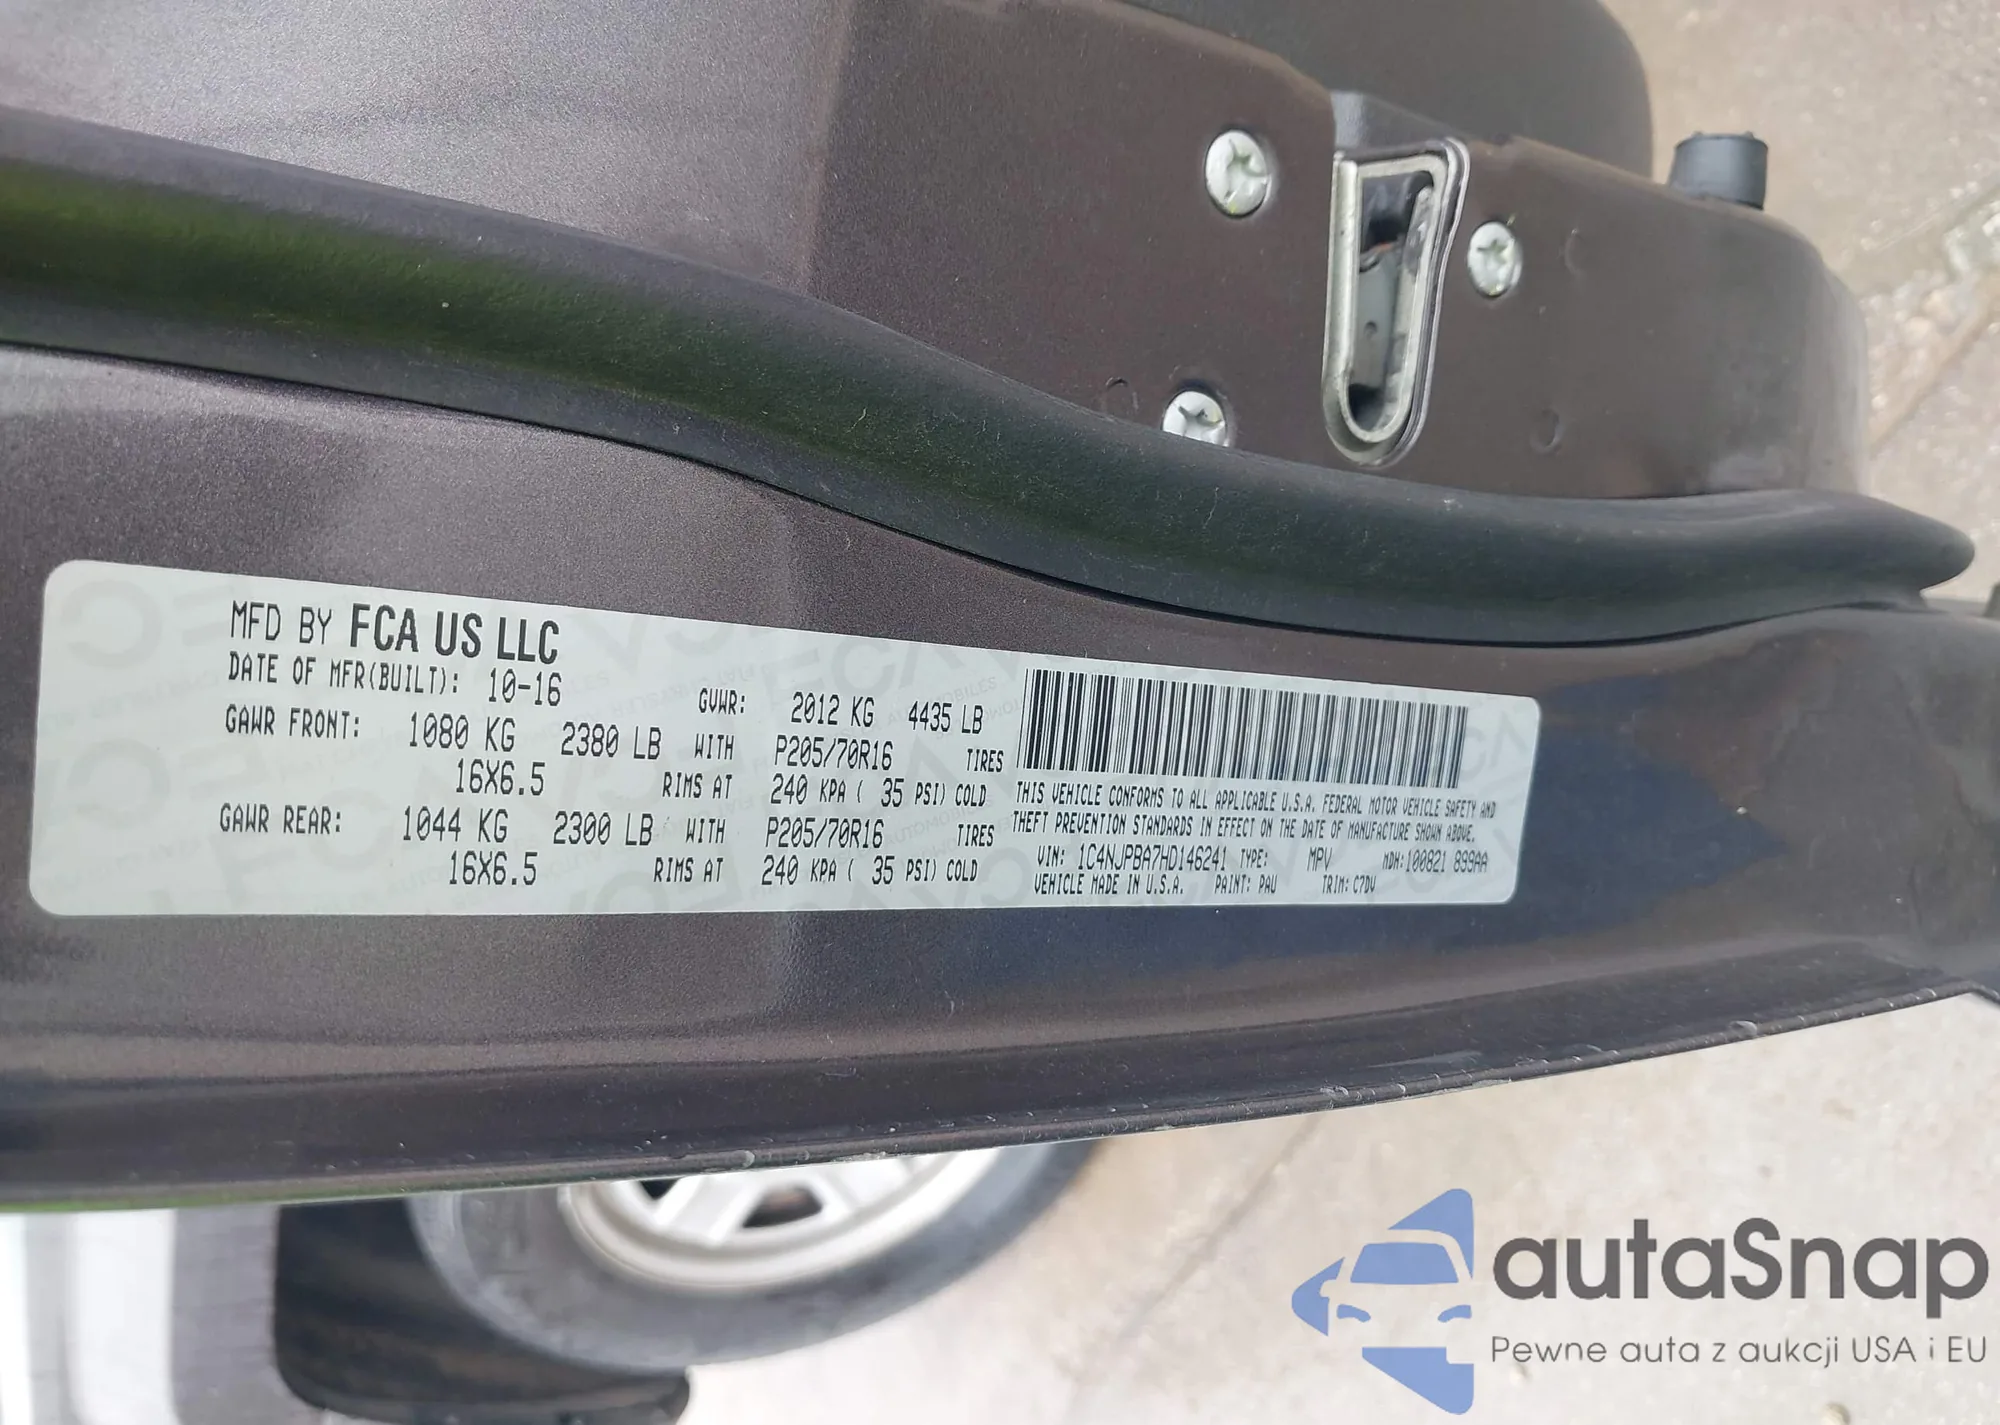 MFD BY FCA US LLC
DATE OF MFR(BUILT): 10-16 GVWR: 2012 KG 4435 LB
GAWR FRONT: 1080 KG 2380 LB WITH P205/70R16 TIRES
16X6.5 RIMS AT 240 KPA ( 35 PSI) COLD
GAWR REAR: 1044 KG 2300 LB WITH P205/70R16 TIRES
16X6.5 RIMS AT 240 KPA ( 35 PSI) COLD
THIS VEHICLE CONFORMS TO ALL APPLICABLE U.S.A. FEDERAL MOTOR VEHICLE SAFETY AND
THEFT PREVENTION STANDARDS IN EFFECT ON THE DATE OF MANUFACTURE SHOWN ABOVE.
VIN: 1C4NJPBA7HD146241 TYPE: MPV MDH:100821 899AA
VEHICLE MADE IN U.S.A. PAINT: PAU TRIM: C7DV
autaSnap
Pewne auta z aukcji USA i EU